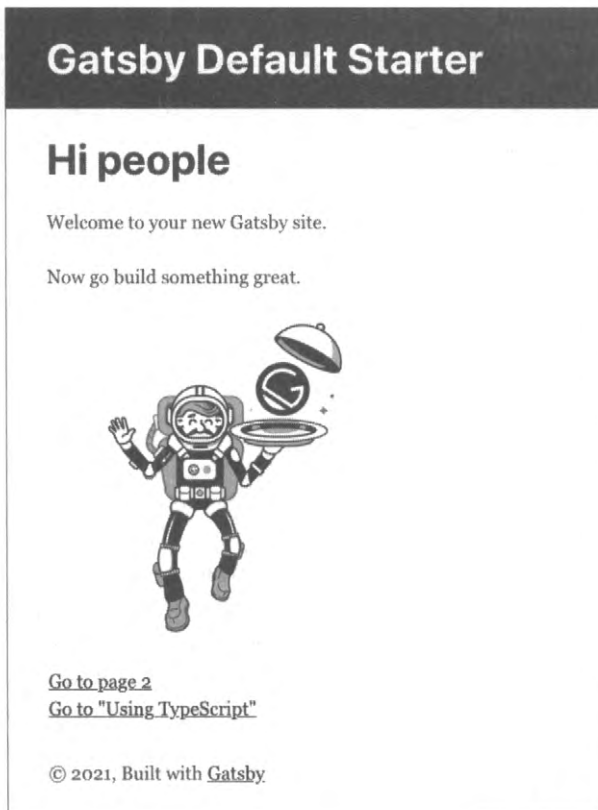 Gatsby Default Starter
Hi people
Welcome to your new Gatsby site.
Now go build something great.
G
Go to page 2
Go to "Using TypeScript"
© 2021, Built with Gatsby